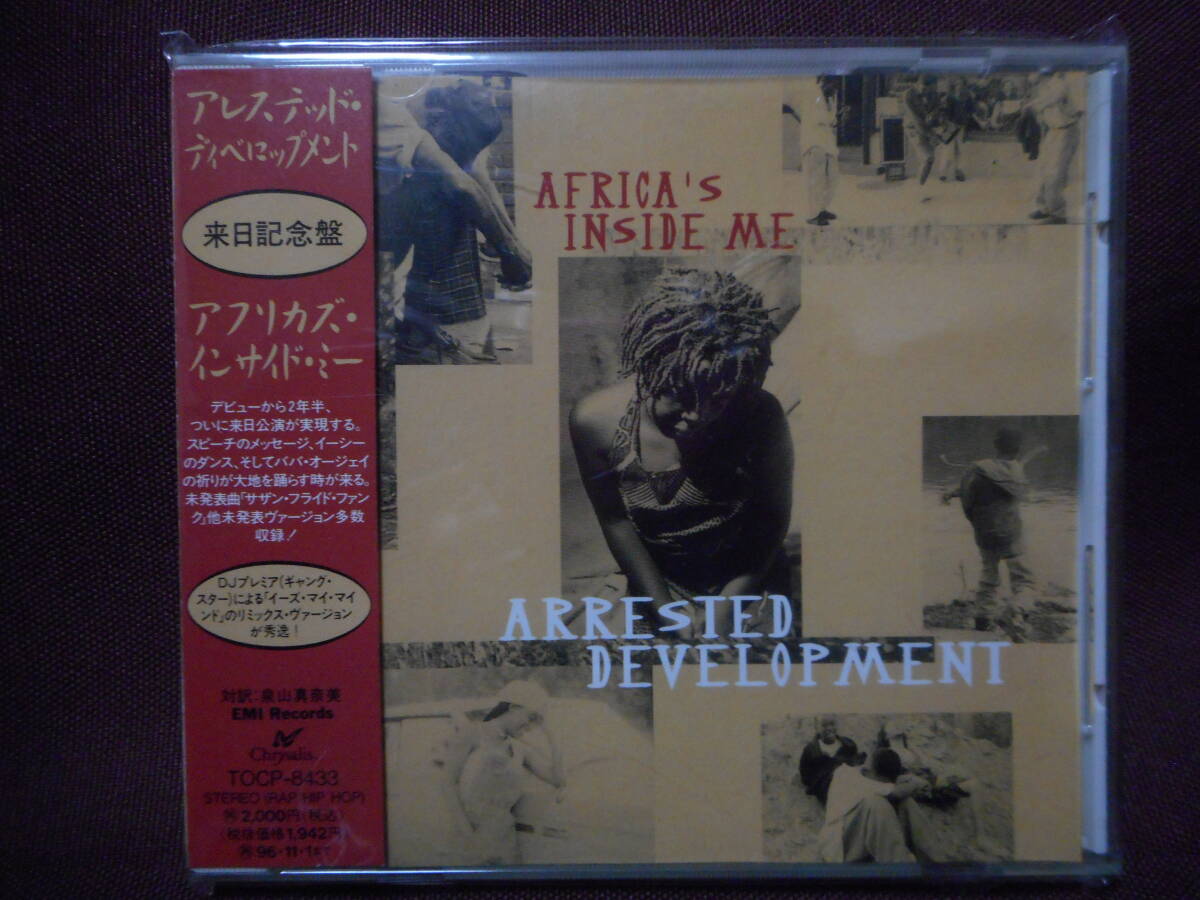 アレステッド・
ディベロップメント
来日記念盤
アフリカズ・
インサイド・ミー
デビューから2年半、
ついに来日公演が実現する。
スピーチのメッセージ、イーシー
のダンス、そしてババ・オージェイ
の祈りが大地を踊らす時が来る。
未発表曲「サザン・フライド・ファン
ク」他未発表ヴァージョン多数
収録!
DJプレミア(ギャング・
スター)による「イーズ・マイ・マイ
ンド」のリミックス・ヴァージョン
が秀逸!
対訳:泉山真奈美
EMI Records
Chrysalis
TOCP-8433
STEREO (RAP, HIP HOP)
㋲2,000円(税込)
(税抜価格1,942円)
㋲96・11・1まで
AFRICA'S
INSIDE ME
ARRESTED
DEVELOPMENT